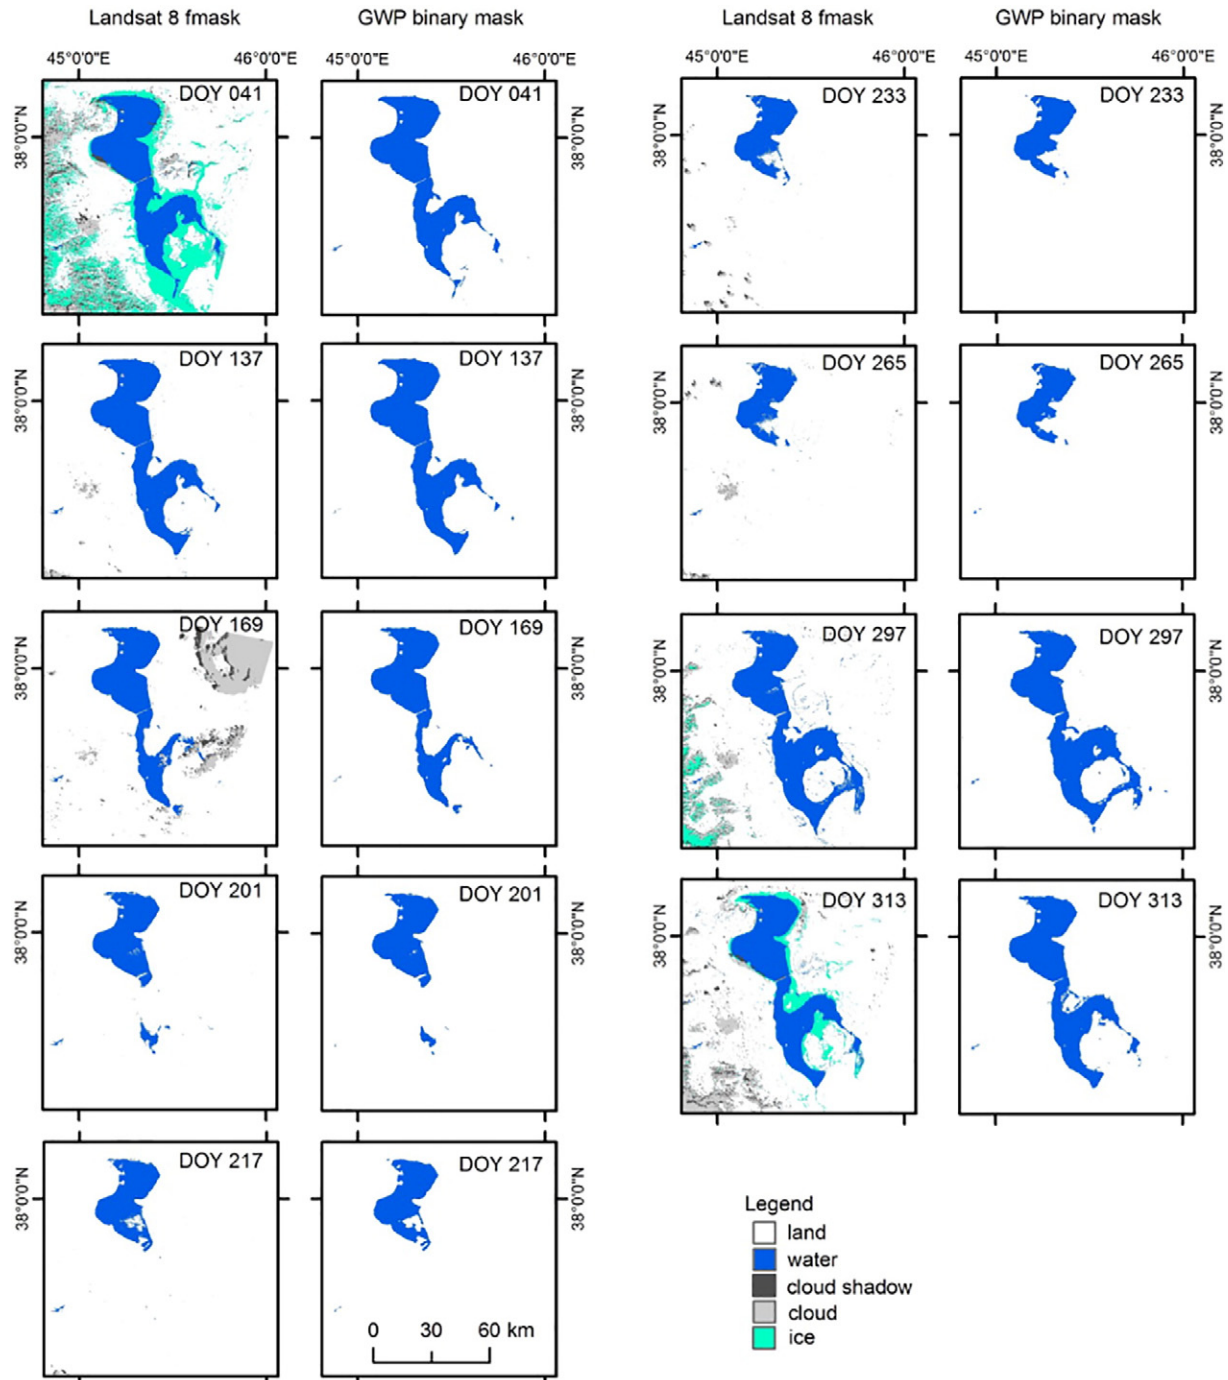 Landsat 8 fmask GWP binary mask Landsat 8 fmask GWP binary mask
45°0'0"E 46°0'0"E 45°0'0"E 46°0'0"E 45°0'0"E 46°0'0"E 45°0'0"E 46°0'0"E
38°0'0"N DOY 041 DOY 041 38°0'0"N 38°0'0"N DOY 233 DOY 233 38°0'0"N
38°0'0"N DOY 137 DOY 137 38°0'0"N 38°0'0"N DOY 265 DOY 265 38°0'0"N
38°0'0"N DOY 169 DOY 169 38°0'0"N 38°0'0"N DOY 297 DOY 297 38°0'0"N
38°0'0"N DOY 201 DOY 201 38°0'0"N 38°0'0"N DOY 313 DOY 313 38°0'0"N
38°0'0"N DOY 217 DOY 217 38°0'0"N
0 30 60 km
Legend
land
water
cloud shadow
cloud
ice